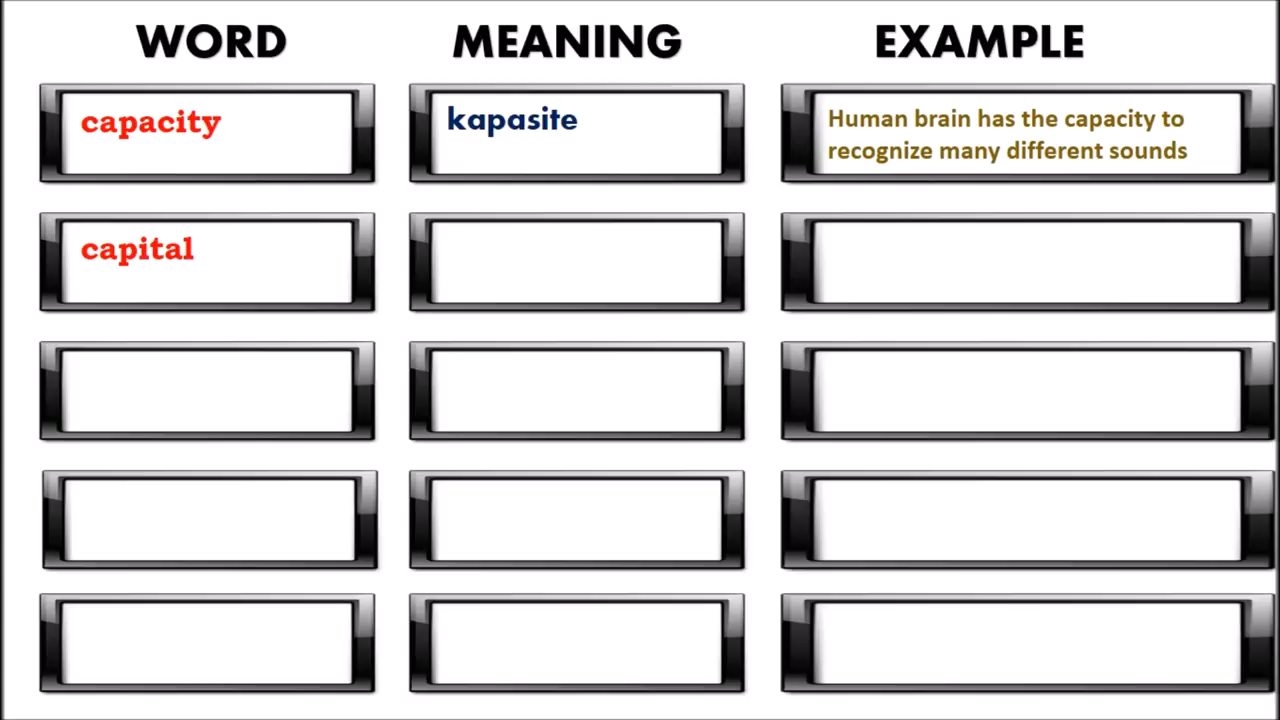 WORD MEANING EXAMPLE
capacity kapasite Human brain has the capacity to
recognize many different sounds
capital